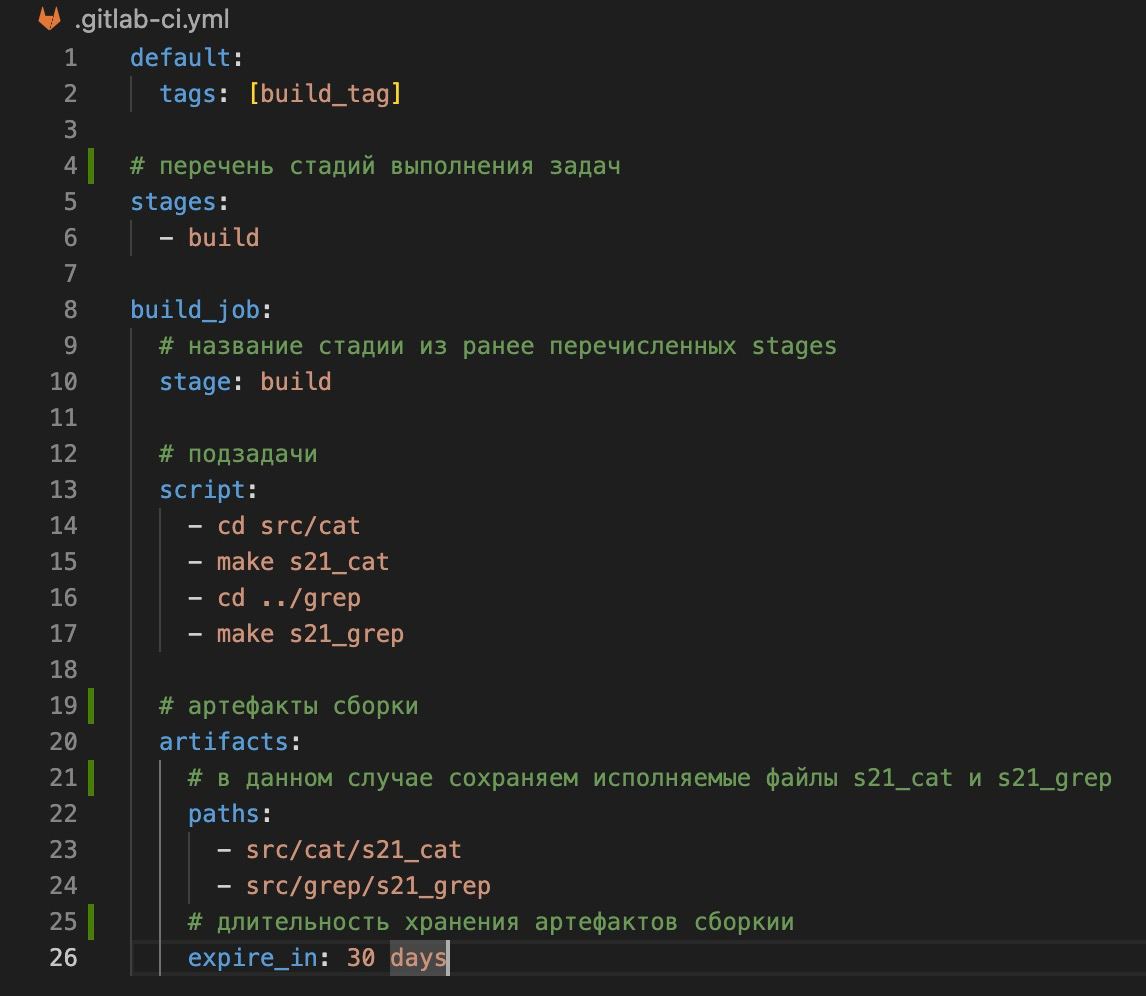 .gitlab-ci.yml
1 default:
2 tags: [build_tag]
3
4 # перечень стадий выполнения задач
5 stages:
6 - build
7
8 build_job:
9 # название стадии из ранее перечисленных stages
10 stage: build
11
12 # подзадачи
13 script:
14 - cd src/cat
15 - make s21_cat
16 - cd ../grep
17 - make s21_grep
18
19 # артефакты сборки
20 artifacts:
21 # в данном случае сохраняем исполняемые файлы s21_cat и s21_grep
22 paths:
23 - src/cat/s21_cat
24 - src/grep/s21_grep
25 # длительность хранения артефактов сборкии
26 expire_in: 30 days